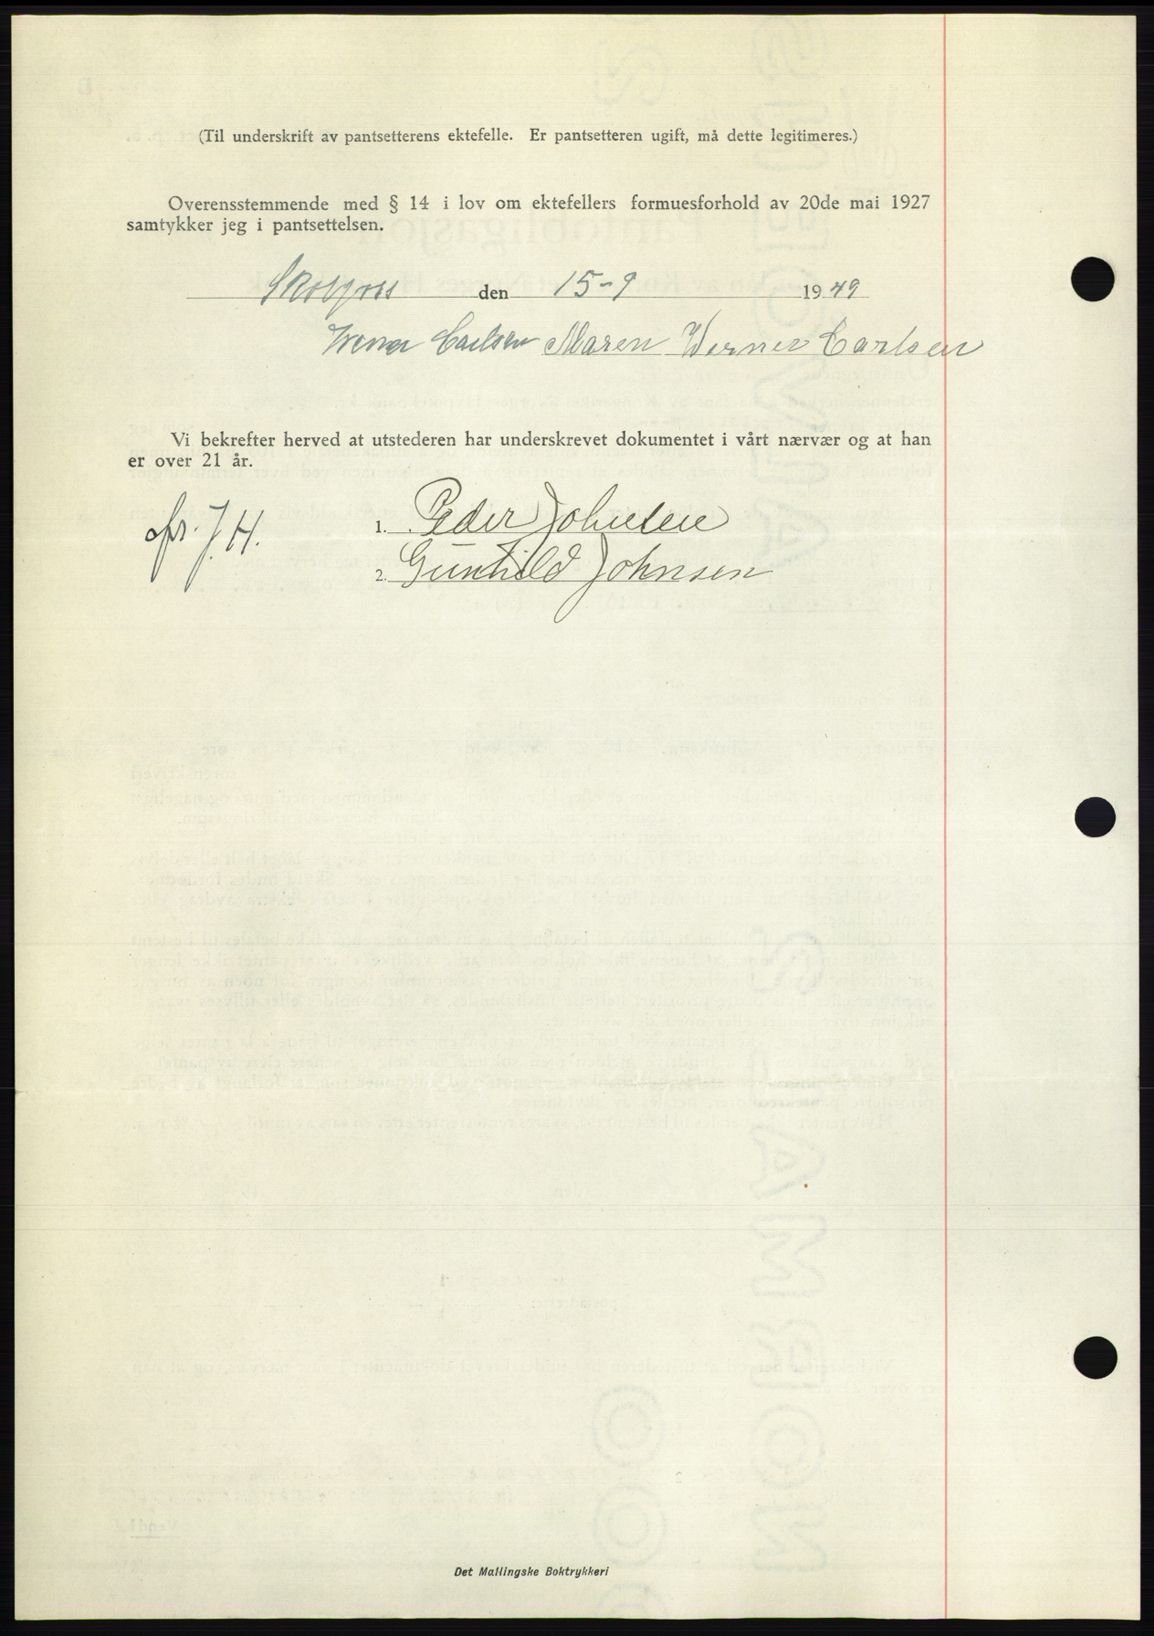 (Til underskrift av pantsetterens ektefelle. Er pantsetteren ugift, må dette legitimeres.)
Overensstemmende med § 14 i lov om ektefellers formuesforhold av 20de mai 1927
samtykker jeg i pantsettelsen.
den 15-9 1949
Carlsen Maren Werner Carlsen
Vi bekrefter herved at utstederen har underskrevet dokumentet i vårt nærvær og at han
er over 21 år.
J. H.
1. Peder Johnsen
2. Gunhild Johnsen
Det Mallingske Boktrykkeri